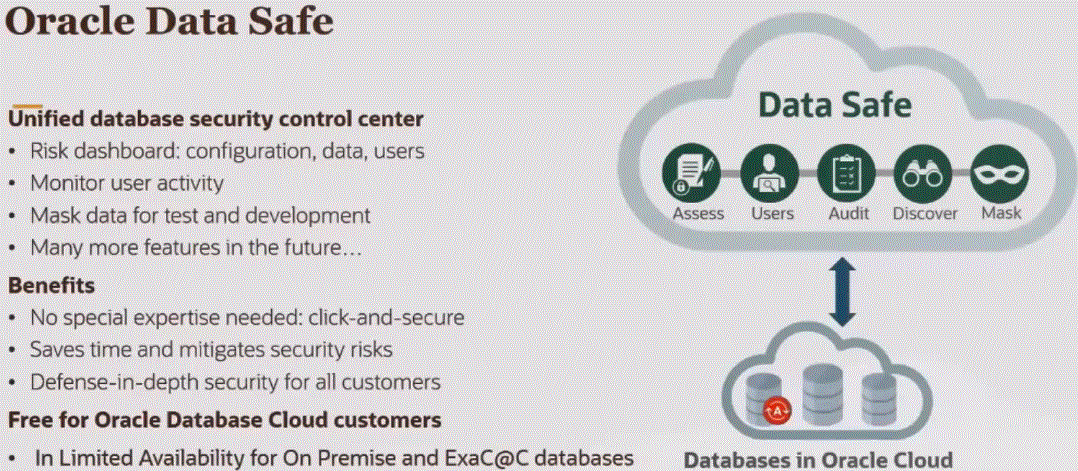 Oracle Data Safe
Unified database security control center
• Risk dashboard: configuration, data, users
• Monitor user activity
• Mask data for test and development
• Many more features in the future…
Benefits
• No special expertise needed: click-and-secure
• Saves time and mitigates security risks
• Defense-in-depth security for all customers
Free for Oracle Database Cloud customers
• In Limited Availability for On Premise and ExaC@C databases
Data Safe
Assess Users Audit Discover Mask
A
Databases in Oracle Cloud